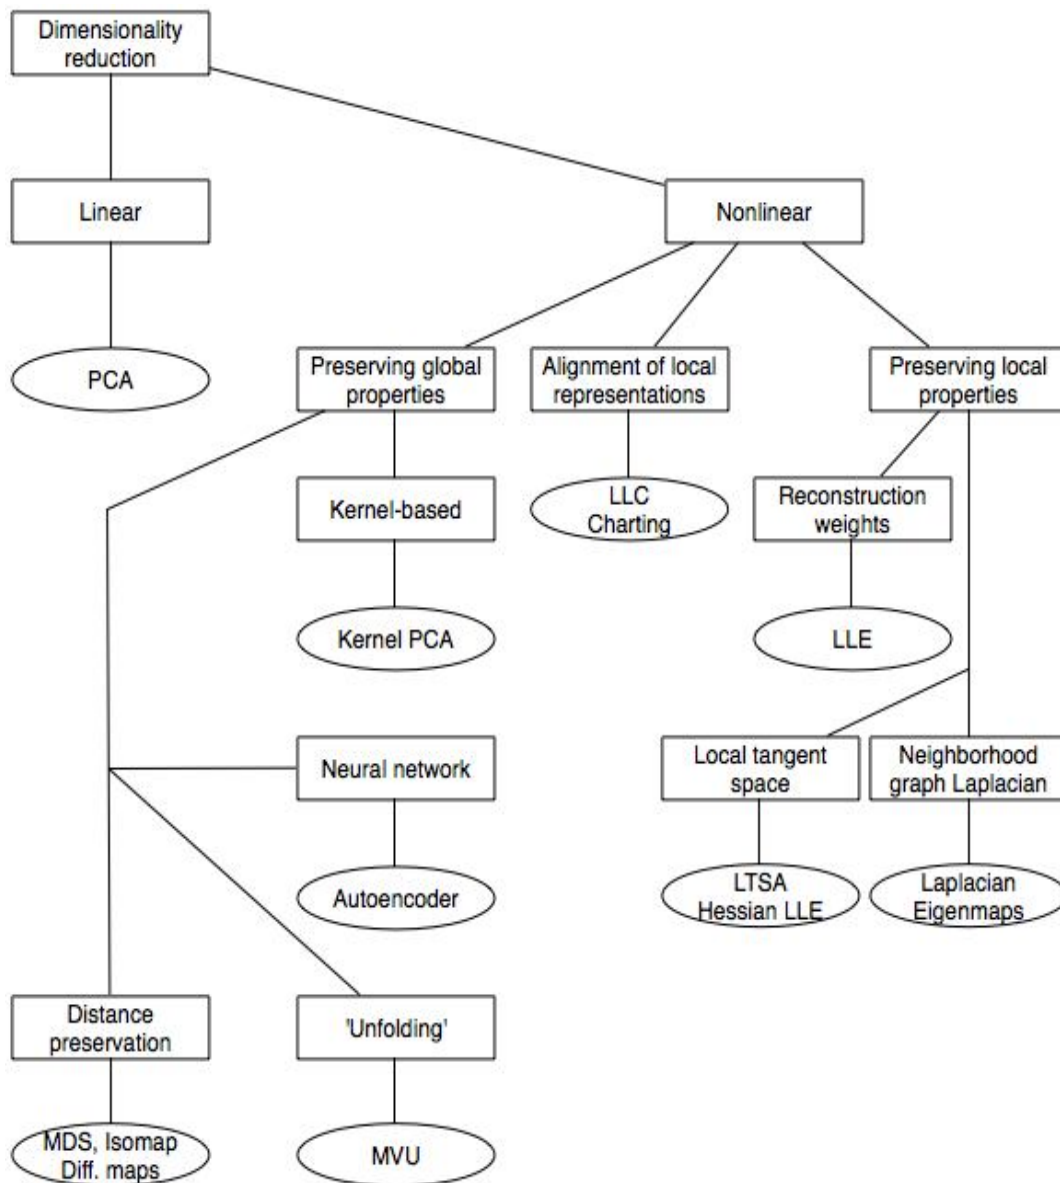 Dimensionality
reduction
Linear
Nonlinear
PCA
Preserving global
properties
Alignment of local
representations
Preserving local
properties
Kernel-based
LLC
Charting
Reconstruction
weights
Kernel PCA
LLE
Neural network
Local tangent
space
Neighborhood
graph Laplacian
Autoencoder
LTSA
Hessian LLE
Laplacian
Eigenmaps
Distance
preservation
'Unfolding'
MDS, Isomap
Diff. maps
MVU